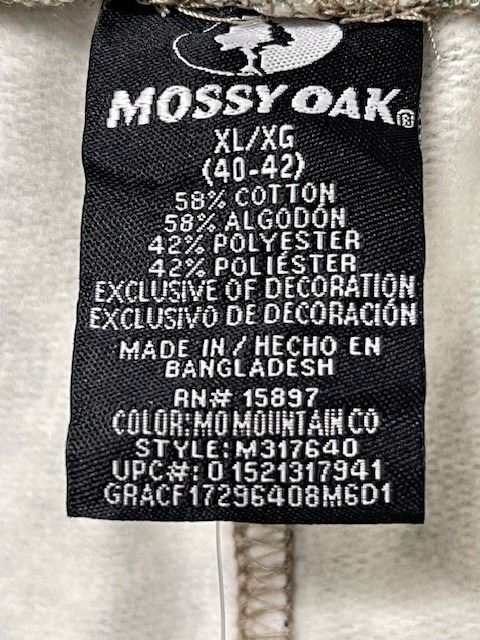 MOSSY OAK®
XL/XG
(40-42)
58% COTTON
58% ALGODÓN
42% POLYESTER
42% POLIÉSTER
EXCLUSIVE OF DECORATION
EXCLUSIVO DE DECORACIÓN
MADE IN / HECHO EN
BANGLADESH
RN# 15897
COLOR:MO MOUNTAIN CO
STYLE: M317640
UPC#: 0 1521317941
GRACF17296408M6D1